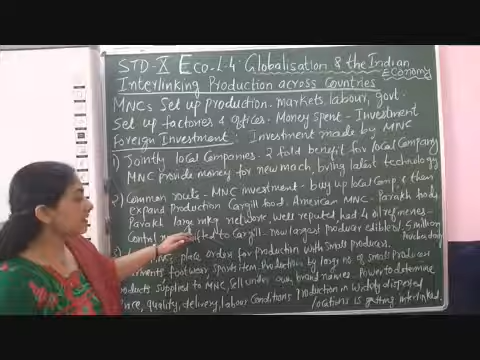 STD-X Eco-L-4: Globalisation & the Indian
Economy
Interlinking Production across Countries
MNCs Set up production - markets, labour, govt.
Set up factories & offices - Money spent - Investment
Foreign Investment: Investment made by MNC
1) Jointly local Companies - 2 fold benefit for local Company
MNC provide money for new mach, bring latest technology
2) Common route - MNC investment - buy up local Comp. & then
expand production Cargill food. American MNC - Parakh foods
Parakh large mkg network, well reputed had 4 oil refineries
Control shifted to Cargill - now largest producer edible 5 million
Pouches daily
MNCs place order for production with Small producers
footwear, Sports item. Production by large no of small producers
products supplied to MNC, Sell under own brand names. Power to determine
quality, delivery, labour Conditions Production in widely dispersed
locations is getting interlinked